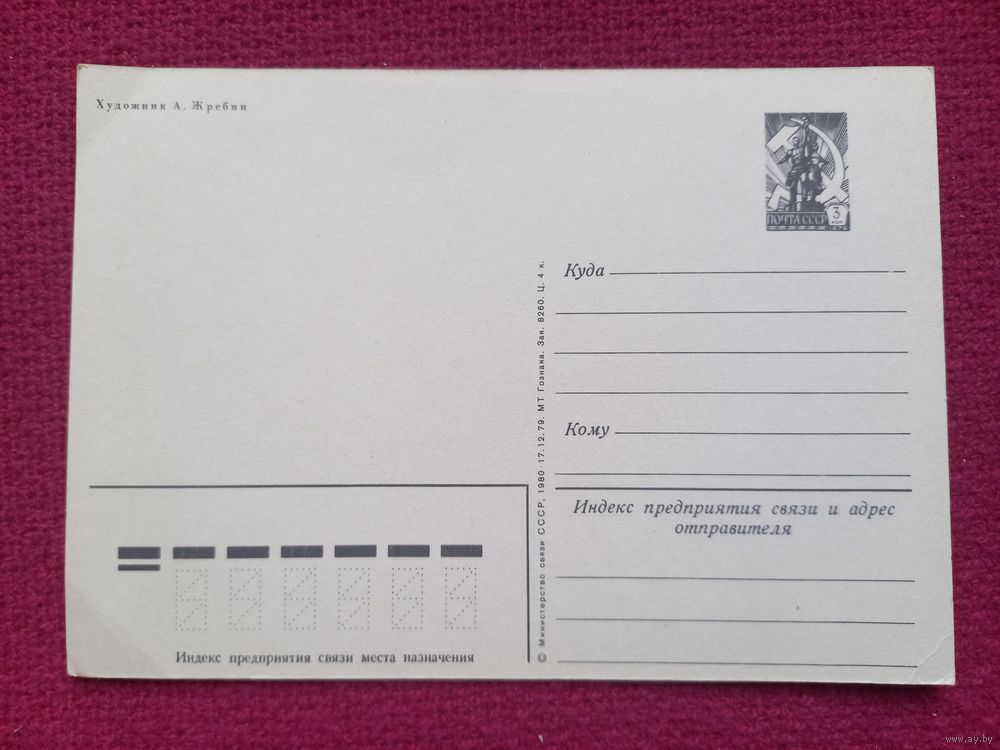 Художник А. Жребин
ПОЧТА СССР
3
КОП
1976
Куда
Кому
Индекс предприятия связи и адрес
отправителя
© Министерство связи СССР, 1980 · 17.12.79. МТ Гознака. Зак. 8260. Ц. 4 к.
Индекс предприятия связи места назначения
www.ay.by